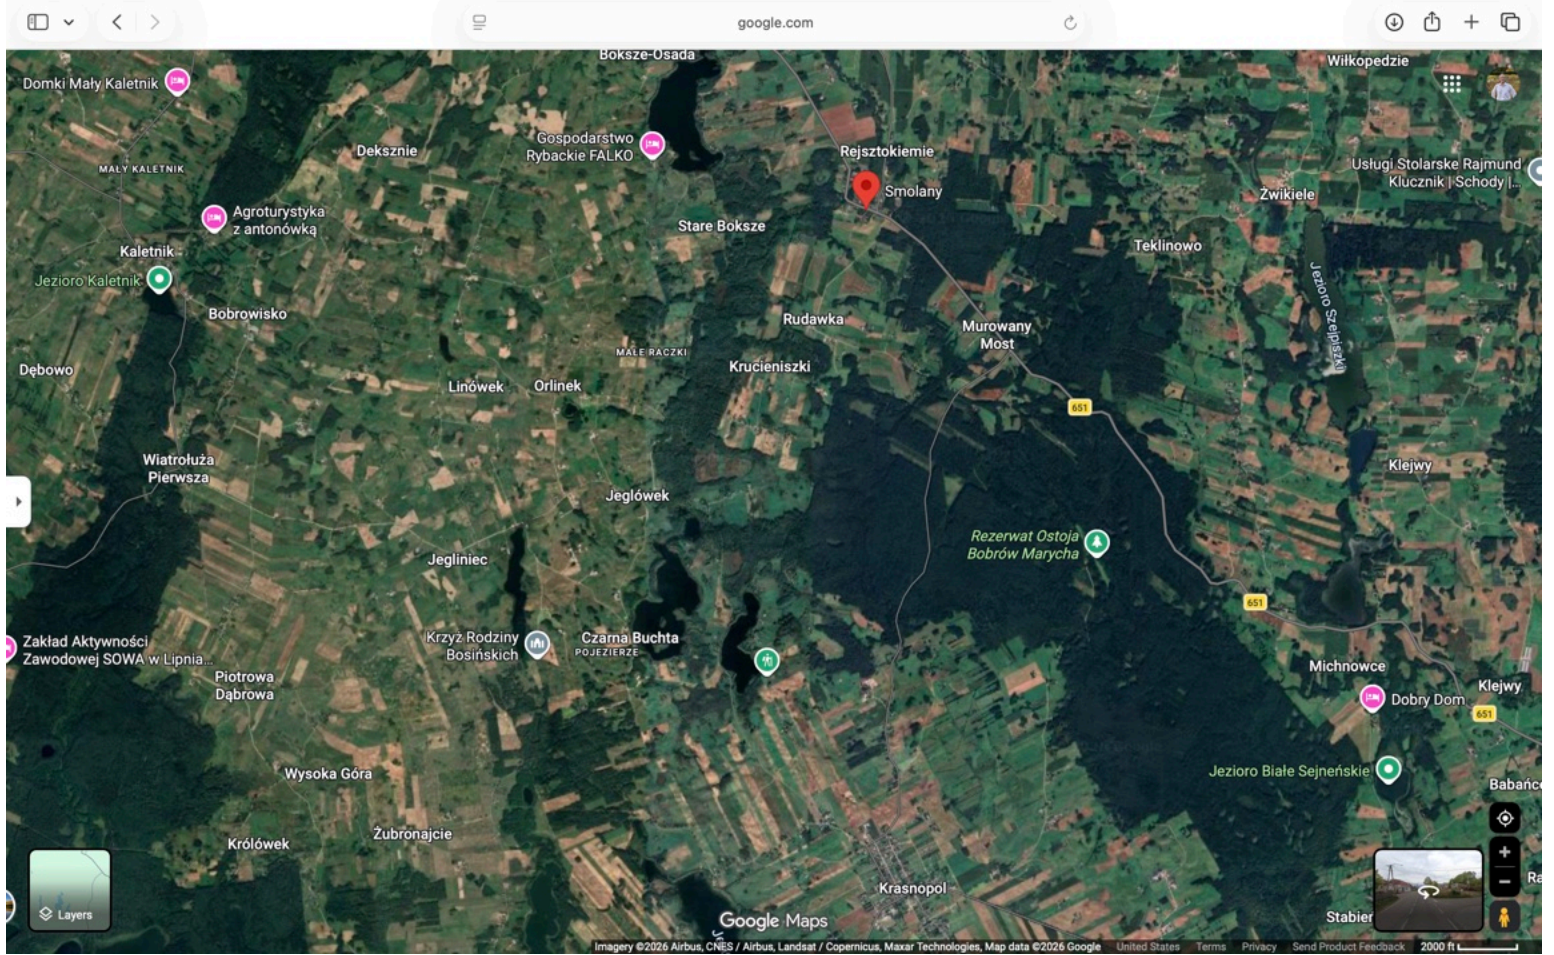 google.com
Boksze-Osada
Wiłkopedzie
Domki Mały Kaletnik
Gospodarstwo
Rybackie FALKO
Deksznie
Rejsztokiemie
Usługi Stolarske Rajmund
Klucznik | Schody |...
MAŁY KALETNIK
Smolany
Żwikiele
Agroturystyka
z antonówką
Stare Boksze
Teklinowo
Kaletnik
Jezioro Kaletnik
Jezioro Szejpiszki
Bobrowisko
Rudawka
Murowany
Most
MAŁE RACZKI
Dębowo
Krucieniszki
Linówek
Orlinek
651
Wiatrołuża
Pierwsza
Klejwy
Jeglówek
Rezerwat Ostoja
Bobrów Marycha
Jegliniec
651
Zakład Aktywności
Zawodowej SOWA w Lipnia...
Krzyż Rodziny
Bosińskich
Czarna Buchta
POJEZIERZE
Michnowce
Piotrowa
Dąbrowa
Klejwy
Dobry Dom
651
Wysoka Góra
Jezioro Białe Sejneńskie
Babańce
Żubronajcie
Królówek
Krasnopol
Layers
Google Maps
Stabier
Imagery ©2026 Airbus, CNES / Airbus, Landsat / Copernicus, Maxar Technologies, Map data ©2026 Google United States Terms Privacy Send Product Feedback 2000 ft